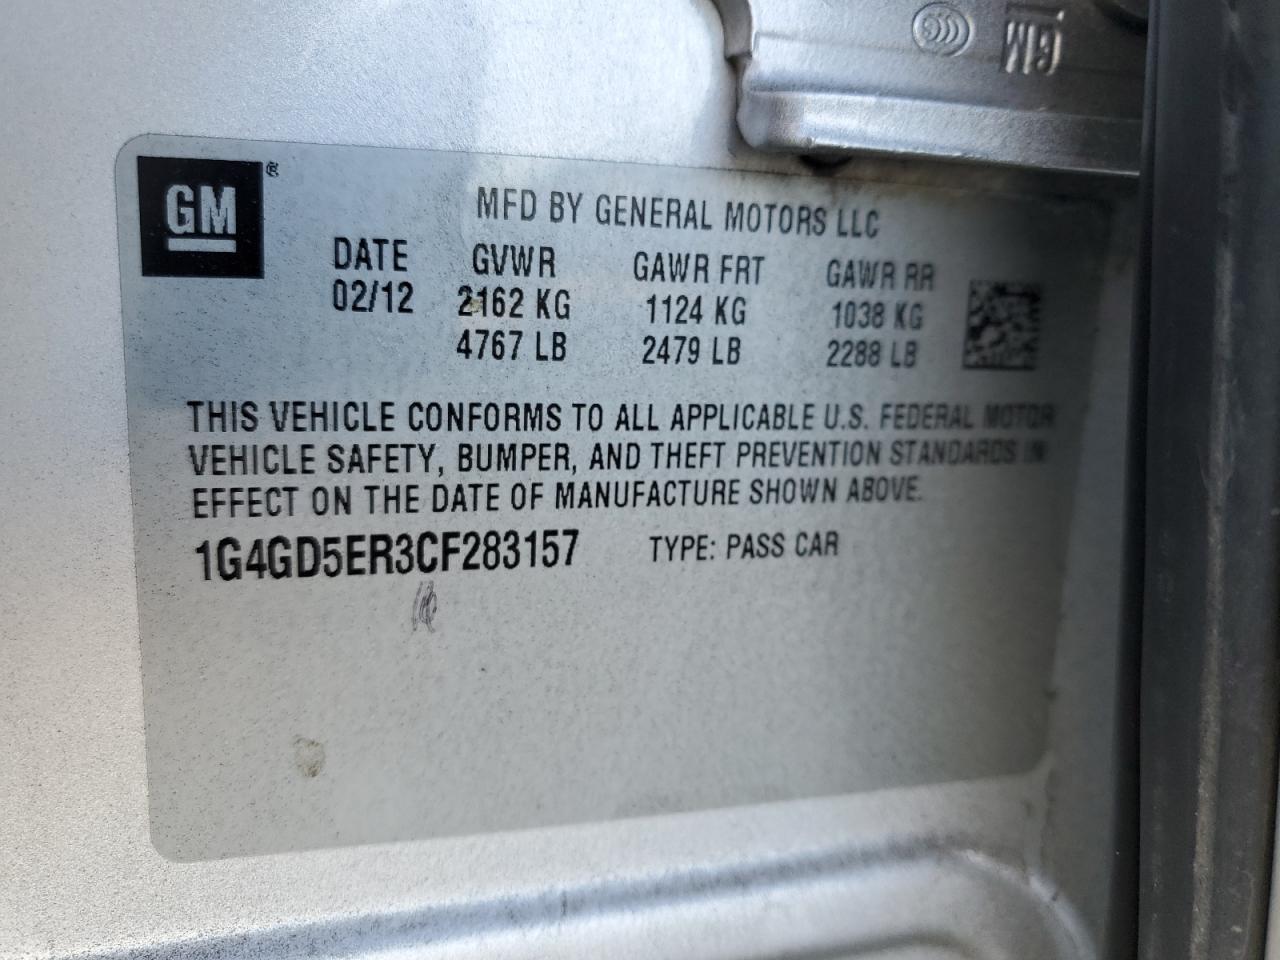 GM
GM®
MFD BY GENERAL MOTORS LLC
DATE GVWR GAWR FRT GAWR RR
02/12 2162 KG 1124 KG 1038 KG
4767 LB 2479 LB 2288 LB
THIS VEHICLE CONFORMS TO ALL APPLICABLE U.S. FEDERAL MOTOR
VEHICLE SAFETY, BUMPER, AND THEFT PREVENTION STANDARDS IN
EFFECT ON THE DATE OF MANUFACTURE SHOWN ABOVE.
1G4GD5ER3CF283157 TYPE: PASS CAR